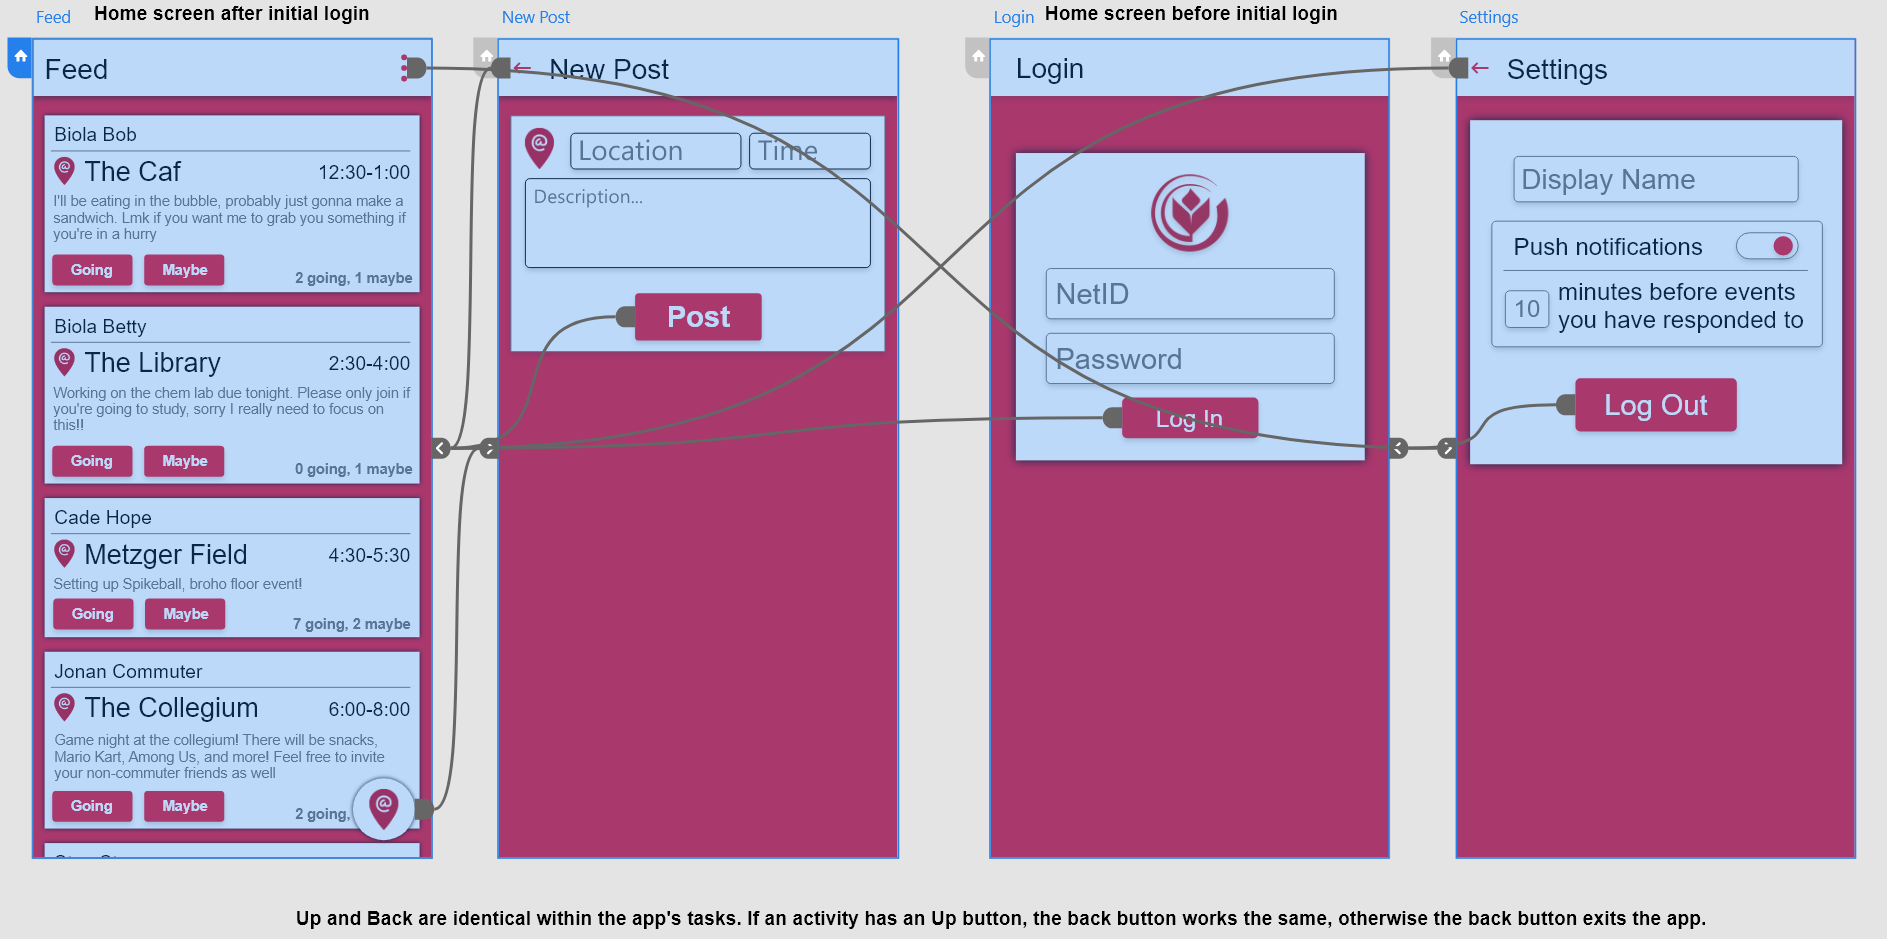 Feed
Home screen after initial login
New Post
Login
Home screen before initial login
Settings
Feed
Biola Bob
@ The Caf
12:30-1:00
I'll be eating in the bubble, probably just gonna make a
sandwich. Lmk if you want me to grab you something if
you're in a hurry
Going
Maybe
2 going, 1 maybe
Biola Betty
@ The Library
2:30-4:00
Working on the chem lab due tonight. Please only join if
you're going to study, sorry I really need to focus on
this!!
Going
Maybe
0 going, 1 maybe
Cade Hope
@ Metzger Field
4:30-5:30
Setting up Spikeball, broho floor event!
Going
Maybe
7 going, 2 maybe
Jonan Commuter
@ The Collegium
6:00-8:00
Game night at the collegium! There will be snacks,
Mario Kart, Among Us, and more! Feel free to invite
your non-commuter friends as well
Going
Maybe
2 going,
@
← New Post
@ Location
Time
Description...
Post
Login
NetID
Password
Log In
← Settings
Display Name
Push notifications
10 minutes before events
you have responded to
Log Out
Up and Back are identical within the app's tasks. If an activity has an Up button, the back button works the same, otherwise the back button exits the app.